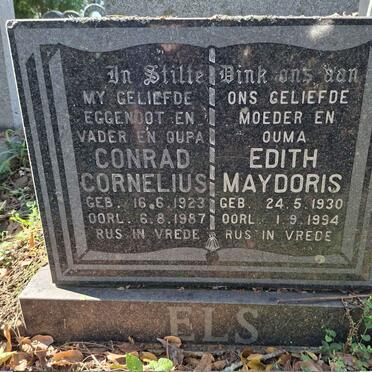 In Stille Dink ons aan
MY GELIEFDE
EGGENOOT EN
VADER EN OUPA
CONRAD
CORNELIUS
GEB. 16.6.1923
OORL. 6.8.1987
RUS IN VREDE
ONS GELIEFDE
MOEDER EN
OUMA
EDITH
MAYDORIS
GEB. 24.5.1930
OORL. 1.9.1994
RUS IN VREDE
ELS